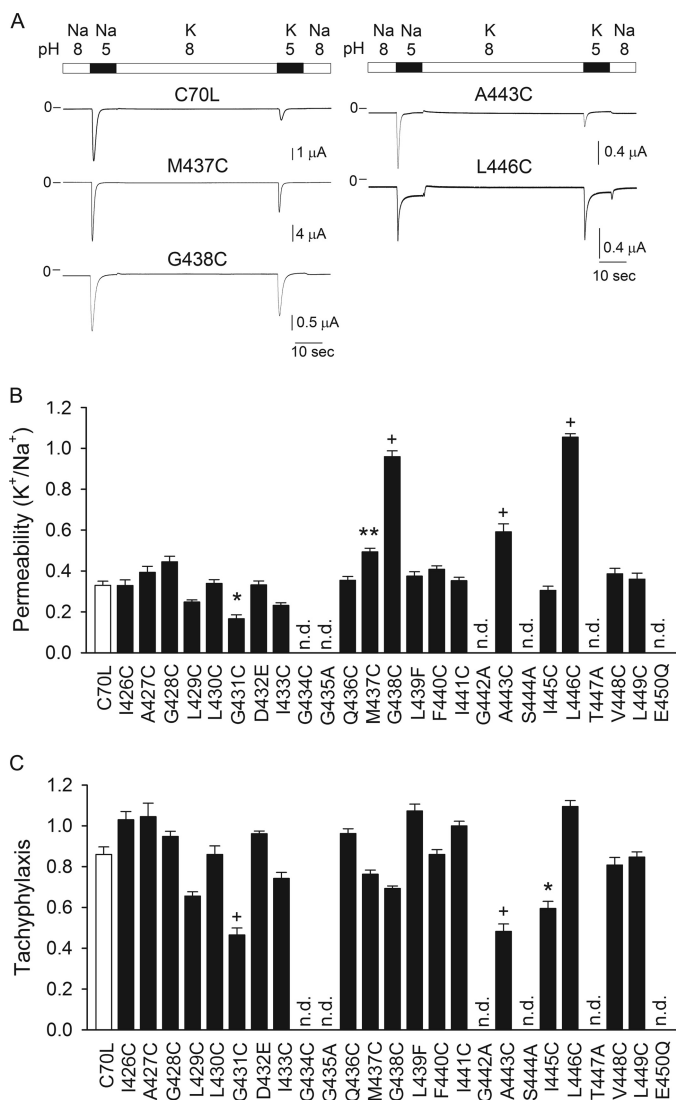 A
Na Na K K Na
pH 8 5 8 5 8
0
C70L
1 µA
M437C
0
4 µA
G438C
0
0.5 µA
10 sec
Na Na K K Na
8 5 8 5 8
A443C
0
0.4 µA
L446C
0
0.4 µA
10 sec
B
Permeability (K+/Na+)
1.2
1.0
0.8
0.6
0.4
0.2
0.0
* n.d. n.d. ** + n.d. + n.d. + n.d. n.d.
C70L I426C A427C G428C L429C L430C G431C D432E I433C G434C G435A Q436C M437C G438C L439F F440C I441C G442A A443C S444A I445C L446C T447A V448C L449C E450Q
C
Tachyphylaxis
1.2
1.0
0.8
0.6
0.4
0.2
0.0
+ n.d. n.d. n.d. + n.d. * n.d. n.d.
C70L I426C A427C G428C L429C L430C G431C D432E I433C G434C G435A Q436C M437C G438C L439F F440C I441C G442A A443C S444A I445C L446C T447A V448C L449C E450Q